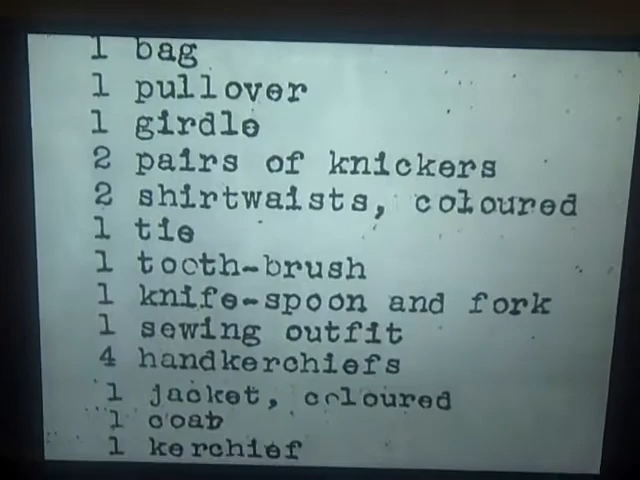 1 bag
1 pullover
1 girdle
2 pairs of knickers
2 shirtwaists, coloured
1 tie
1 tooth-brush
1 knife-spoon and fork
1 sewing outfit
4 handkerchiefs
1 jacket, coloured
1 coat
1 kerchief